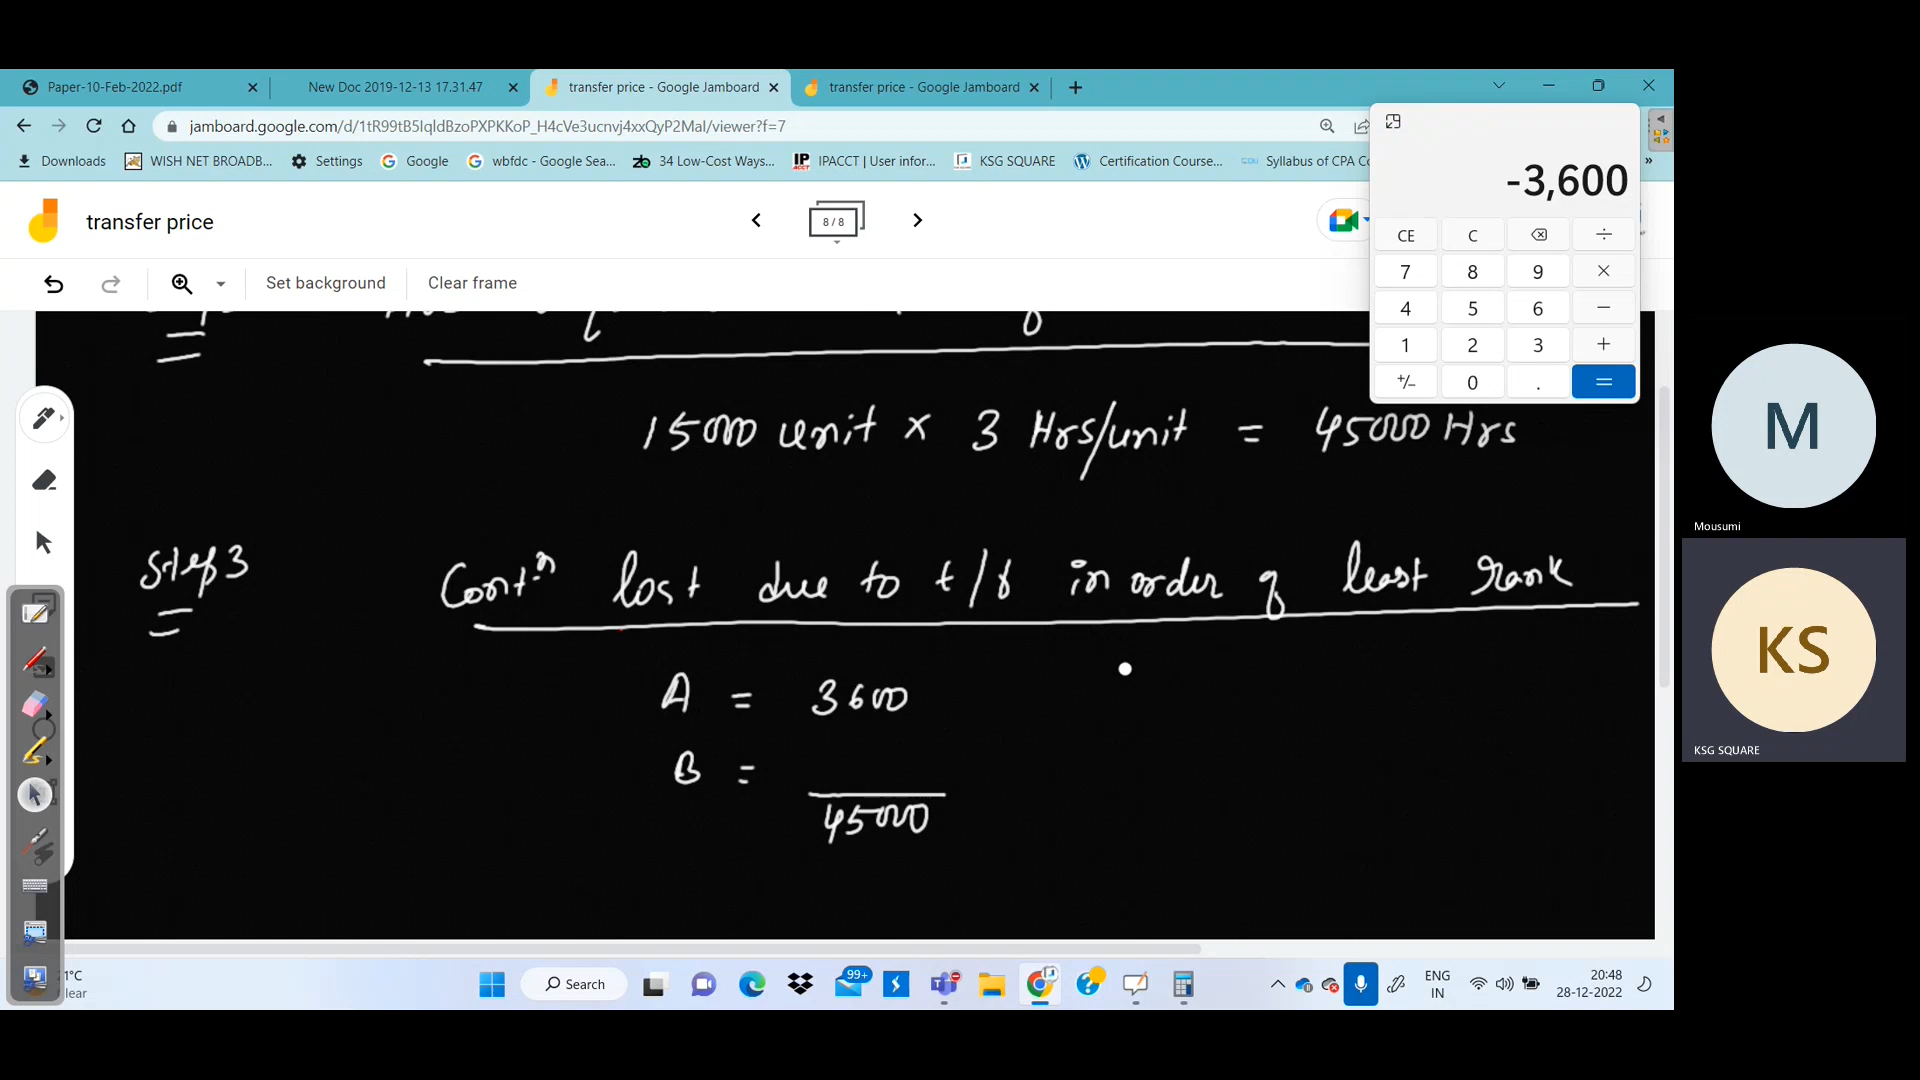 Paper-10-Feb-2022.pdf
New Doc 2019-12-13 17.31.47
transfer price - Google Jamboard
transfer price - Google Jamboard
jamboard.google.com/d/1tR99tB5IqldBzoPXPKKoP_H4cVe3ucnvj4xxQyP2MaI/viewer?f=7
Downloads
WISH NET BROADB...
Settings
Google
wbfdc - Google Sea...
34 Low-Cost Ways...
IPACCT | User infor...
KSG SQUARE
Certification Course...
Syllabus of CPA Co
»
-3,600
CE C ÷
7 8 9 ×
4 5 6 −
1 2 3 +
+/− 0 . =
transfer price
8 / 8
Set background
Clear frame
15000 unit × 3 Hrs/unit = 45000 Hrs
Step 3
Cont.n lost due to t/f in order of least rank
A = 3600
B =
45000
M
Mousumi
KS
KSG SQUARE
Search
99+
ENG
IN
20:48
28-12-2022